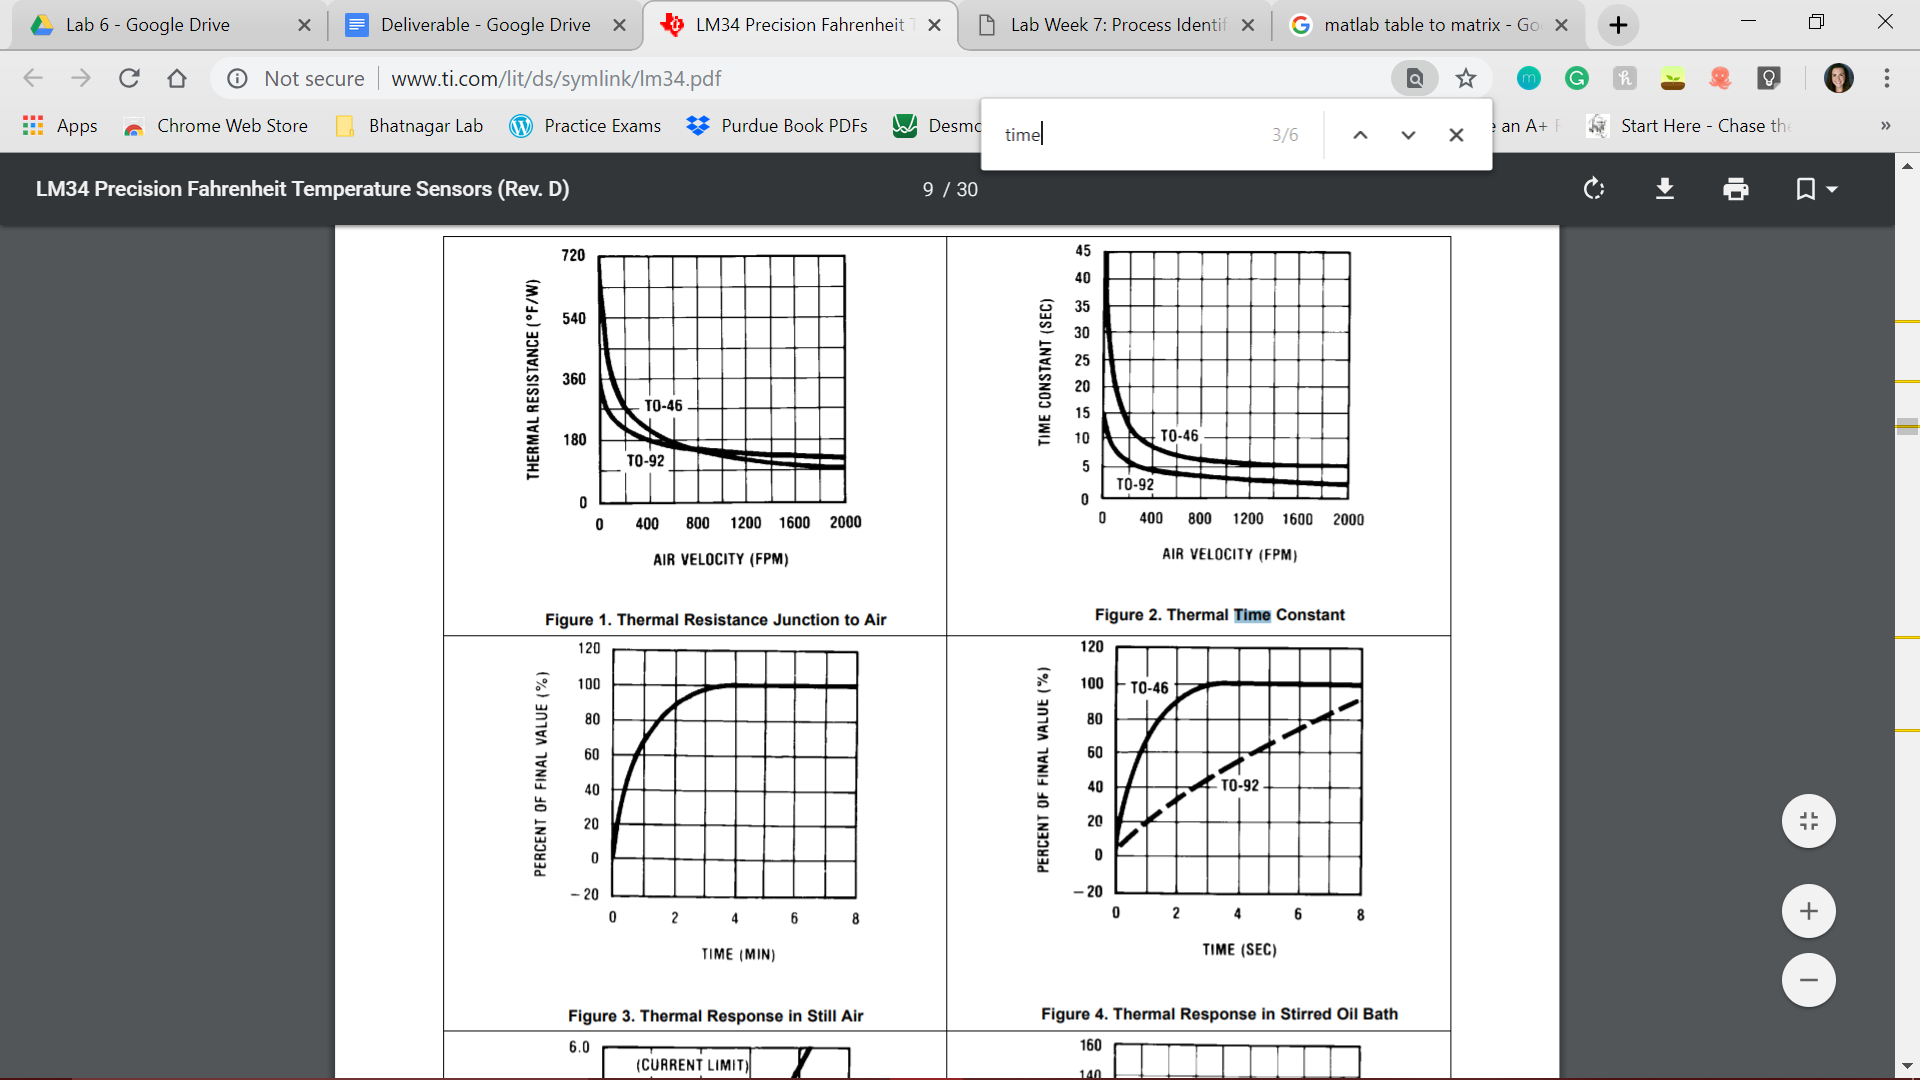 Lab 6 - Google Drive
Deliverable - Google Drive
LM34 Precision Fahrenheit T
Lab Week 7: Process Identif
matlab table to matrix - Go
Not secure
www.ti.com/lit/ds/symlink/lm34.pdf
Apps
Chrome Web Store
Bhatnagar Lab
Practice Exams
Purdue Book PDFs
Desmo
e an A+
Start Here - Chase the
»
time
3/6
LM34 Precision Fahrenheit Temperature Sensors (Rev. D)
9 / 30
THERMAL RESISTANCE (°F/W)
720
540
360
180
0
TO-46
TO-92
0 400 800 1200 1600 2000
AIR VELOCITY (FPM)
Figure 1. Thermal Resistance Junction to Air
TIME CONSTANT (SEC)
45
40
35
30
25
20
15
10
5
0
TO-46
TO-92
0 400 800 1200 1600 2000
AIR VELOCITY (FPM)
Figure 2. Thermal Time Constant
PERCENT OF FINAL VALUE (%)
120
100
80
60
40
20
0
-20
0 2 4 6 8
TIME (MIN)
Figure 3. Thermal Response in Still Air
PERCENT OF FINAL VALUE (%)
120
100
80
60
40
20
0
-20
TO-46
TO-92
0 2 4 6 8
TIME (SEC)
Figure 4. Thermal Response in Stirred Oil Bath
6.0
(CURRENT LIMIT)
160
140